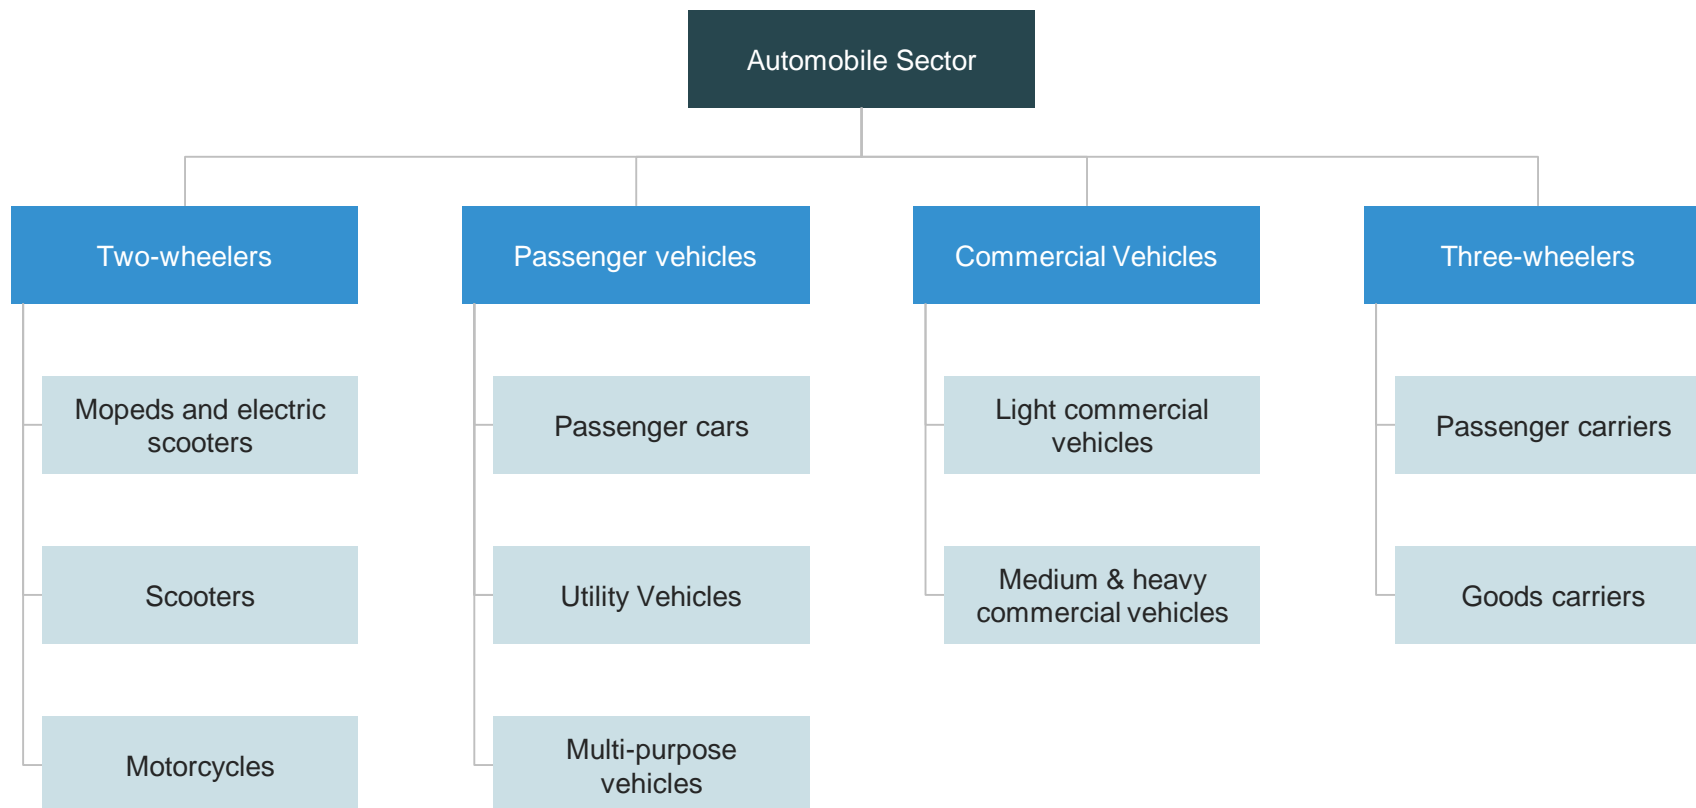 Automobile Sector
Two-wheelers
Passenger vehicles
Commercial Vehicles
Three-wheelers
Mopeds and electric
scooters
Passenger cars
Light commercial
vehicles
Passenger carriers
Scooters
Utility Vehicles
Medium & heavy
commercial vehicles
Goods carriers
Motorcycles
Multi-purpose
vehicles